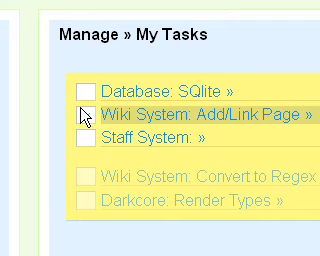 Manage » My Tasks
Database: SQlite »
Wiki System: Add/Link Page »
Staff System: »
Wiki System: Convert to Regex
Darkcore: Render Types »